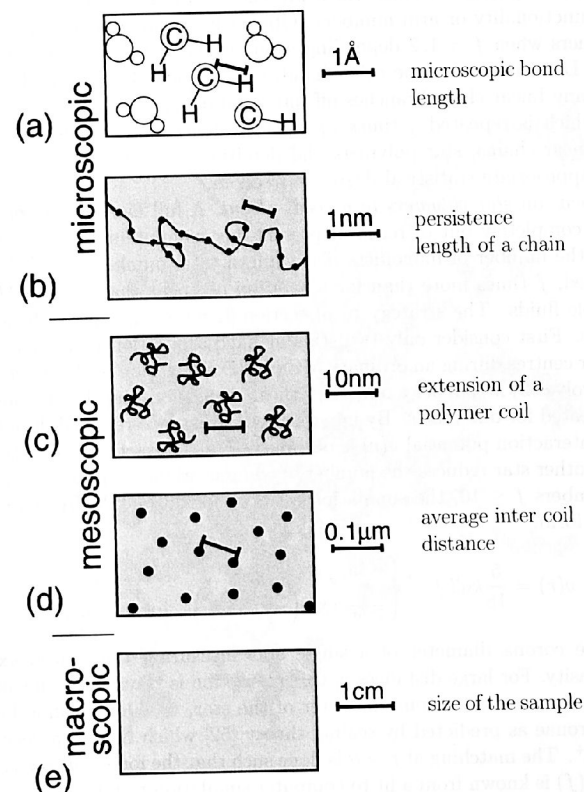 (a)
microscopic
C
H
H
C
H
H
C
H
1Å
microscopic bond
length
(b)
1nm
persistence
length of a chain
(c)
mesoscopic
10nm
extension of a
polymer coil
(d)
0.1μm
average inter coil
distance
(e)
macro-
scopic
1cm
size of the sample